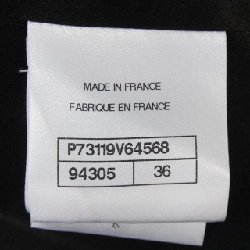 MADE IN FRANCE
FABRIQUE EN FRANCE
P73119V64568
94305 36